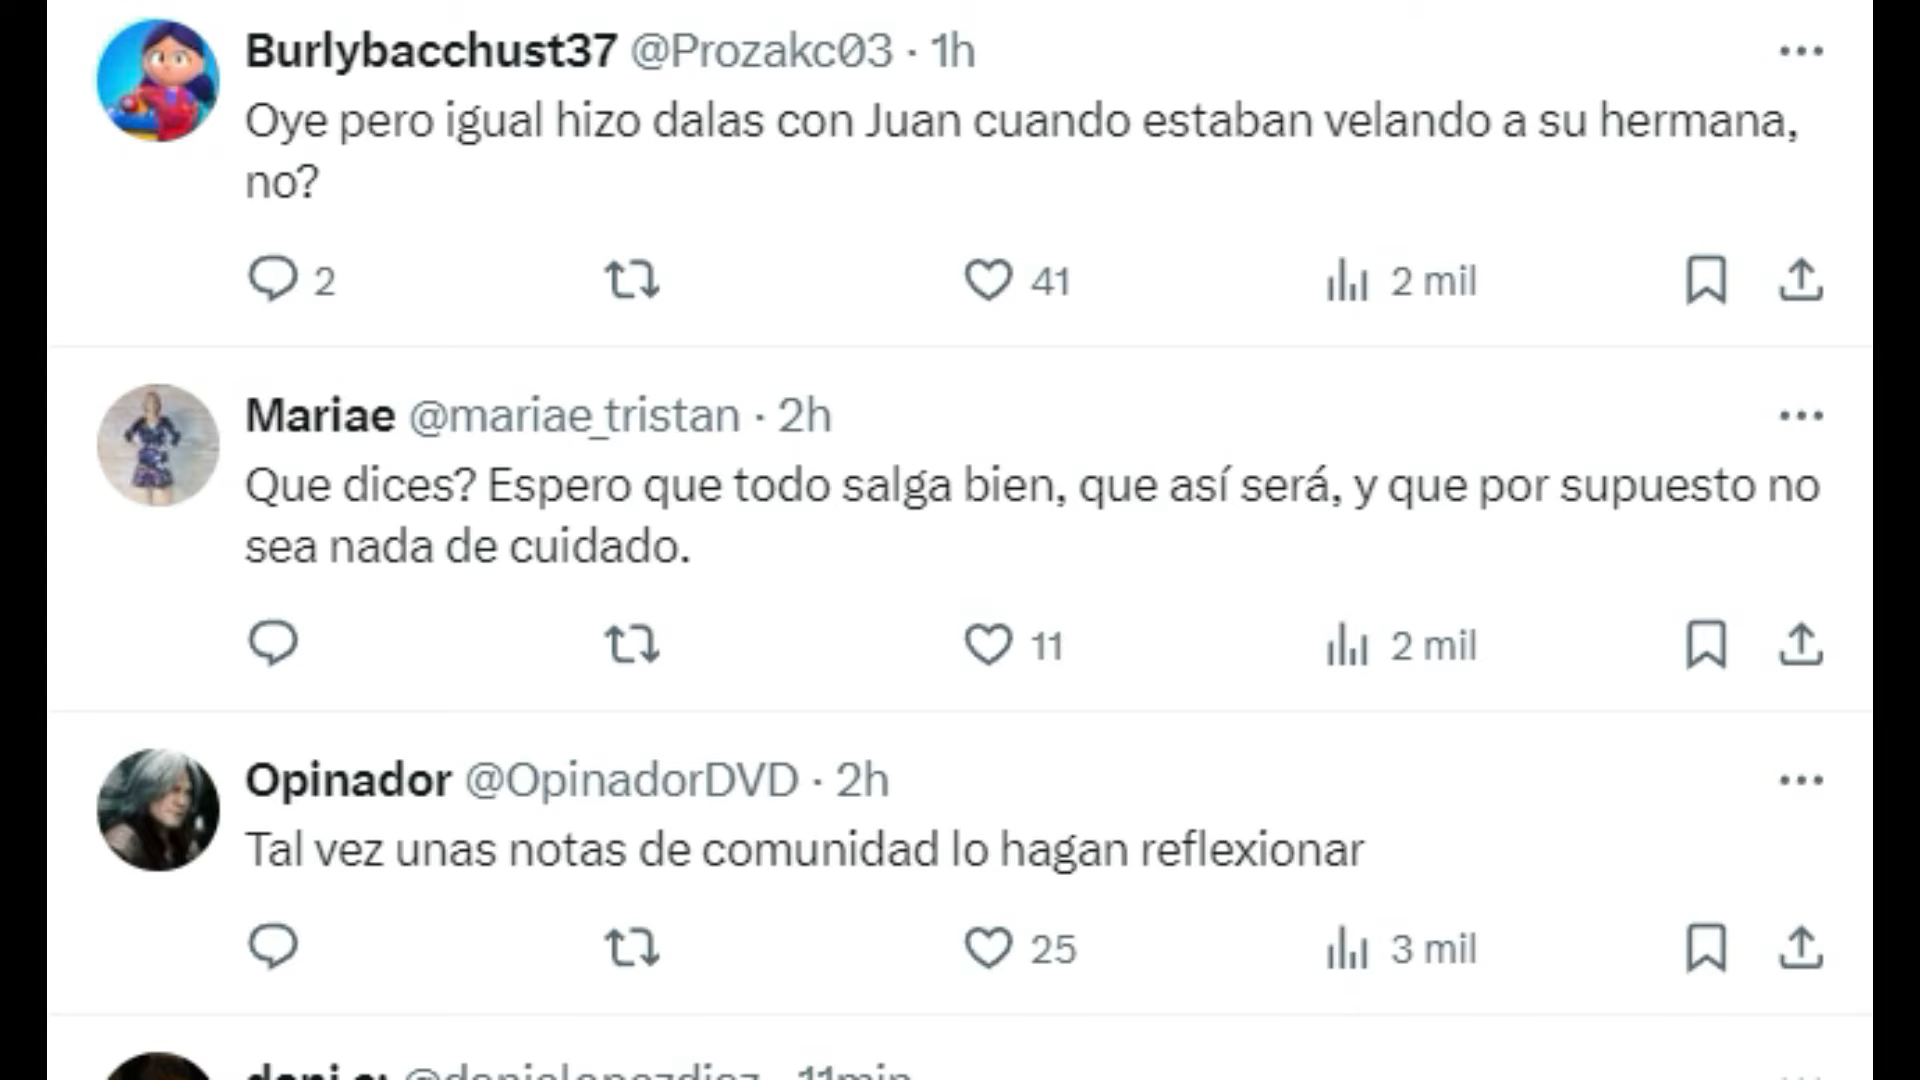 Burlybacchust37 @Prozakc03 · 1h
Oye pero igual hizo dalas con Juan cuando estaban velando a su hermana,
no?
2 41 2 mil
Mariae @mariae_tristan · 2h
Que dices? Espero que todo salga bien, que así será, y que por supuesto no
sea nada de cuidado.
11 2 mil
Opinador @OpinadorDVD · 2h
Tal vez unas notas de comunidad lo hagan reflexionar
25 3 mil
11min